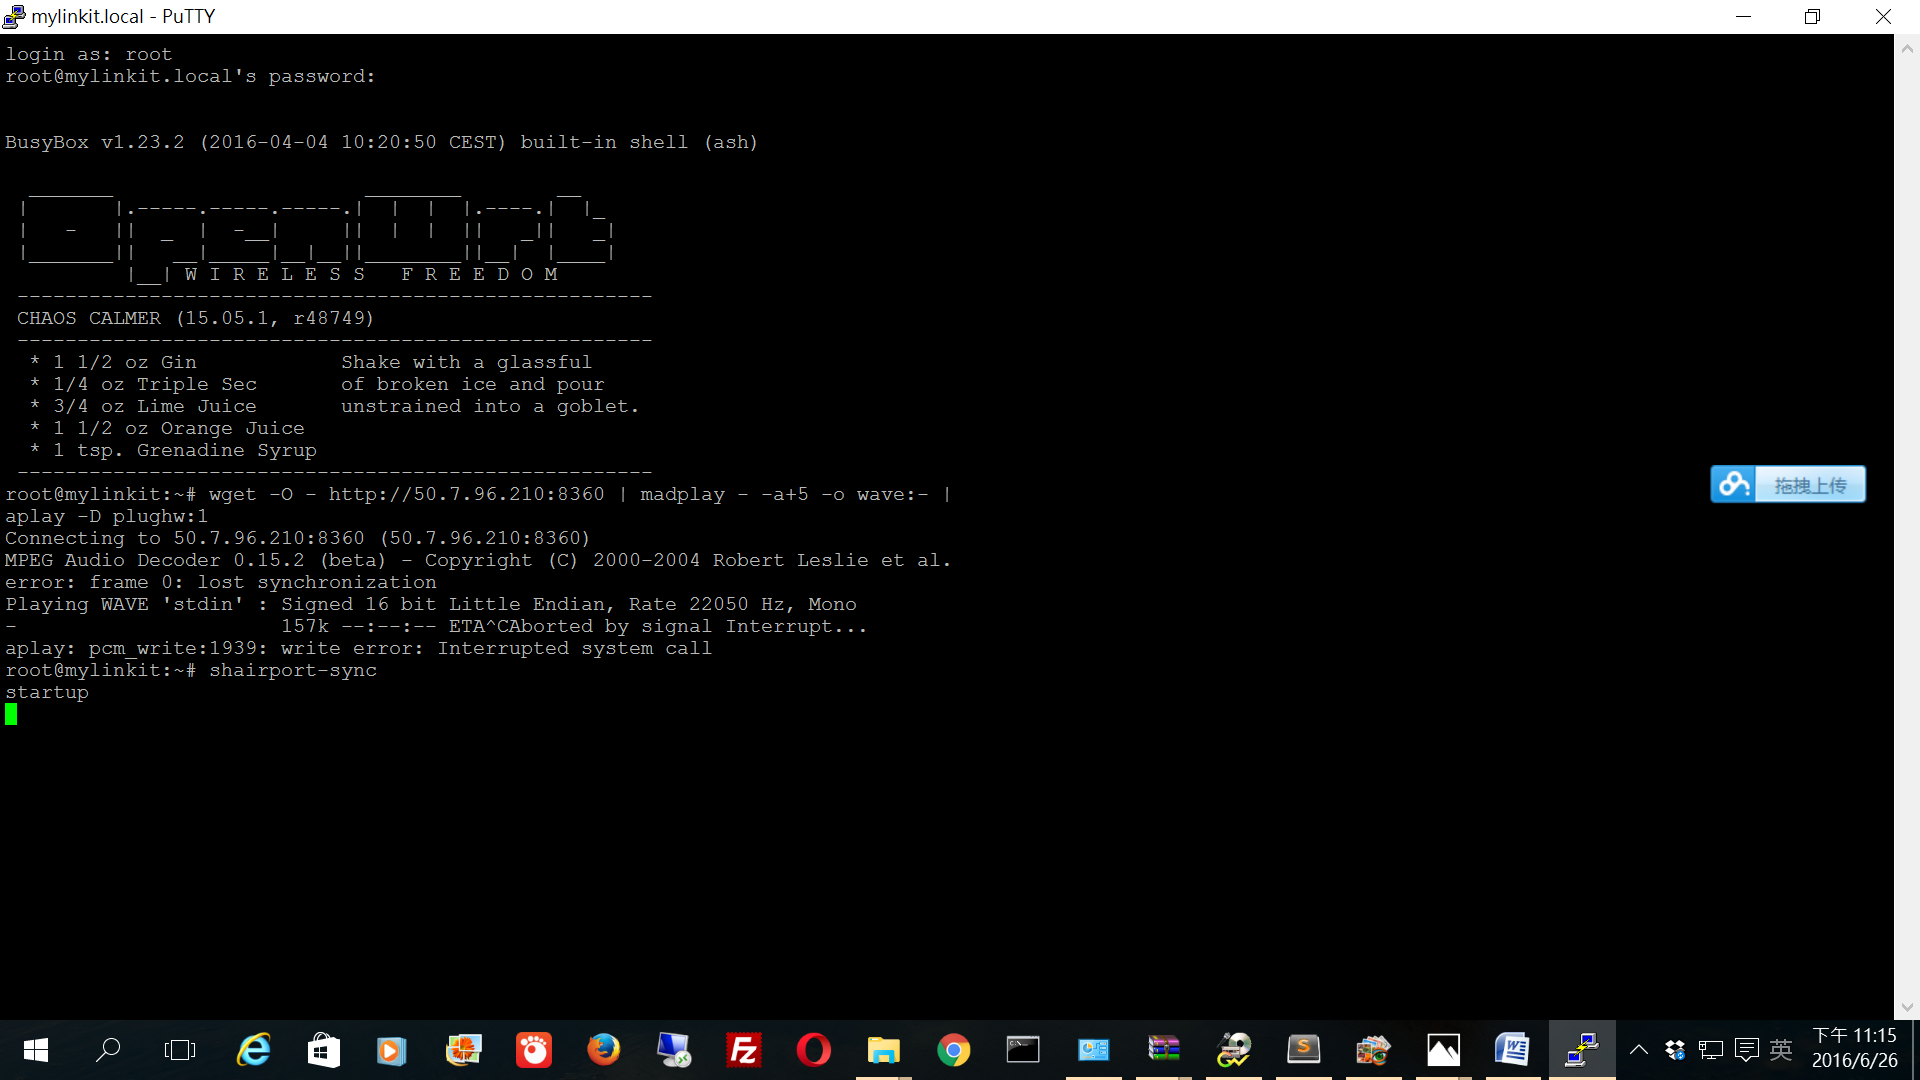 mylinkit.local - PuTTY
login as: root
root@mylinkit.local's password:
BusyBox v1.23.2 (2016-04-04 10:20:50 CEST) built-in shell (ash)
OpenWrt
W I R E L E S S   F R E E D O M
-----------------------------------------------------
CHAOS CALMER (15.05.1, r48749)
-----------------------------------------------------
* 1 1/2 oz Gin            Shake with a glassful
* 1/4 oz Triple Sec       of broken ice and pour
* 3/4 oz Lime Juice       unstrained into a goblet.
* 1 1/2 oz Orange Juice
* 1 tsp. Grenadine Syrup
-----------------------------------------------------
root@mylinkit:~# wget -O - http://50.7.96.210:8360 | madplay - -a+5 -o wave:- |
aplay -D plughw:1
Connecting to 50.7.96.210:8360 (50.7.96.210:8360)
MPEG Audio Decoder 0.15.2 (beta) - Copyright (C) 2000-2004 Robert Leslie et al.
error: frame 0: lost synchronization
Playing WAVE 'stdin' : Signed 16 bit Little Endian, Rate 22050 Hz, Mono
-                      157k --:--:-- ETA^CAborted by signal Interrupt...
aplay: pcm_write:1939: write error: Interrupted system call
root@mylinkit:~# shairport-sync
startup
拖拽上传
英
下午 11:15
2016/6/26